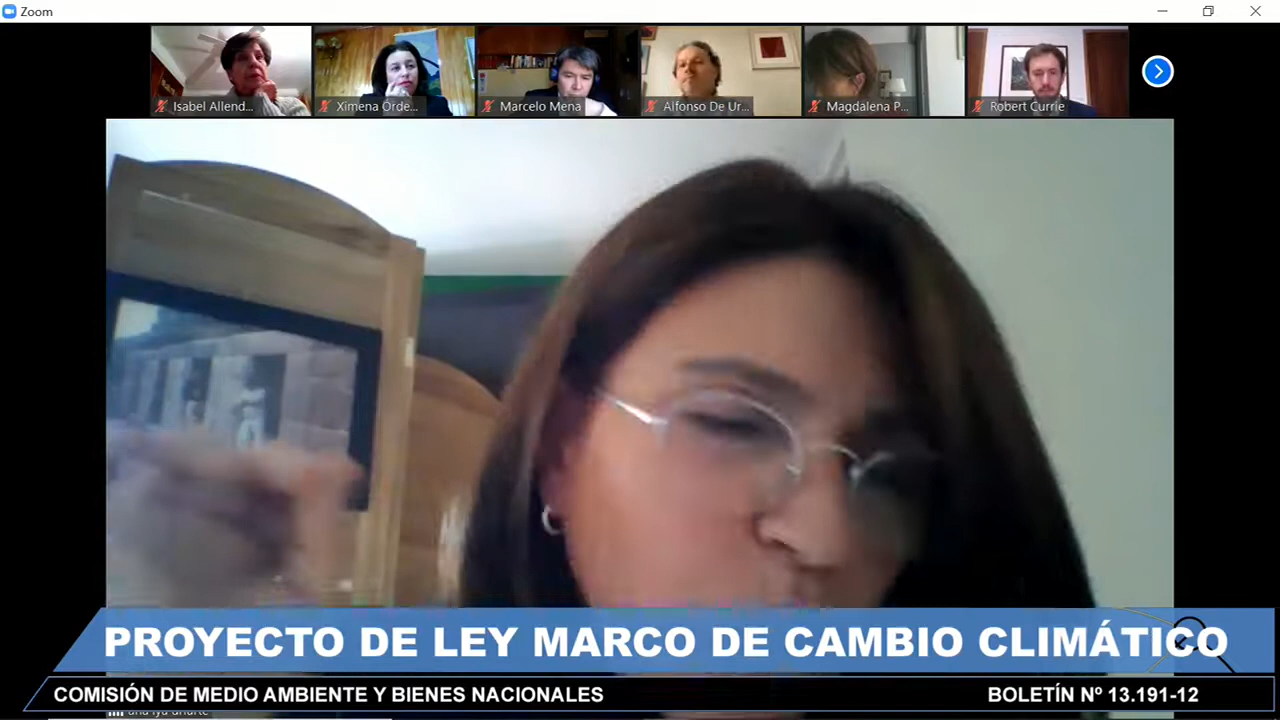 Zoom
Isabel Allend...
Ximena Órde...
Marcelo Mena
Alfonso De Ur...
Magdalena P...
Robert Currie
PROYECTO DE LEY MARCO DE CAMBIO CLIMÁTICO
COMISIÓN DE MEDIO AMBIENTE Y BIENES NACIONALES
BOLETÍN Nº 13.191-12